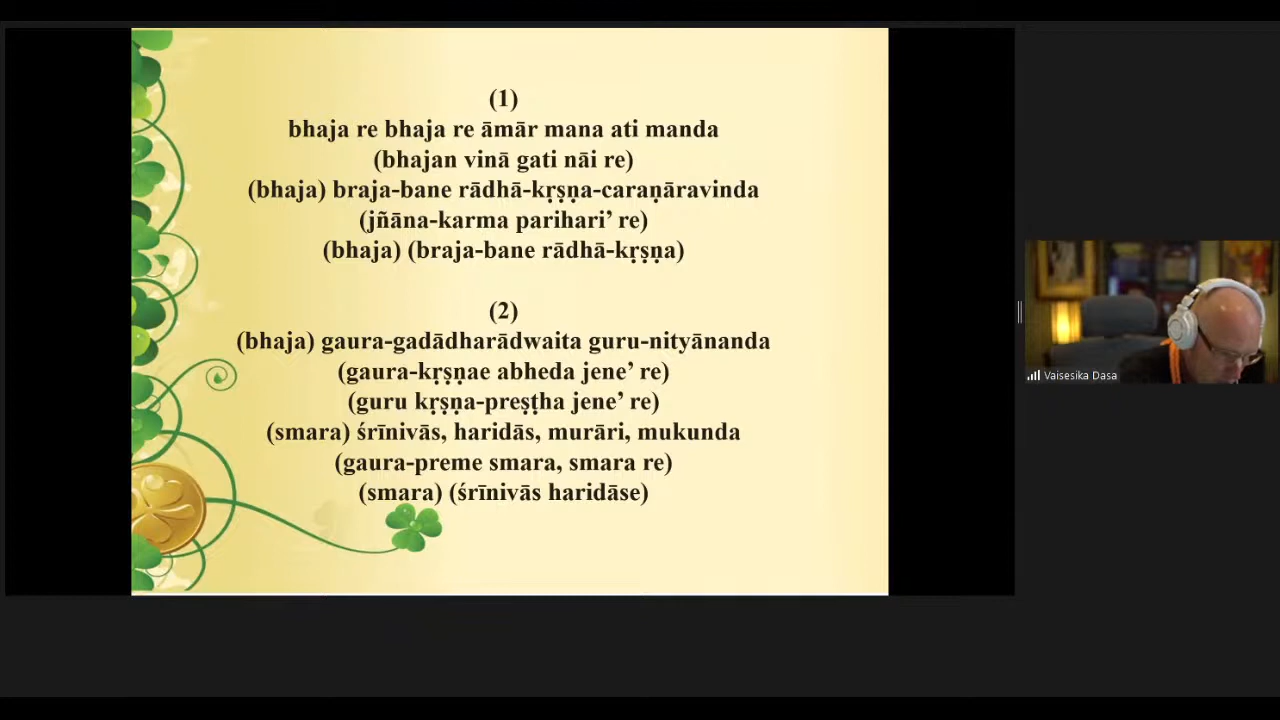 (1)
bhaja re bhaja re āmār mana ati manda
(bhajan vinā gati nāi re)
(bhaja) braja-bane rādhā-kṛṣṇa-caraṇāravinda
(jñāna-karma parihari’ re)
(bhaja) (braja-bane rādhā-kṛṣṇa)
(2)
(bhaja) gaura-gadādharādwaita guru-nityānanda
(gaura-kṛṣṇae abheda jene’ re)
(guru kṛṣṇa-preṣṭha jene’ re)
(smara) śrīnivās, haridās, murāri, mukunda
(gaura-preme smara, smara re)
(smara) (śrīnivās haridāse)
Vaisesika Dasa